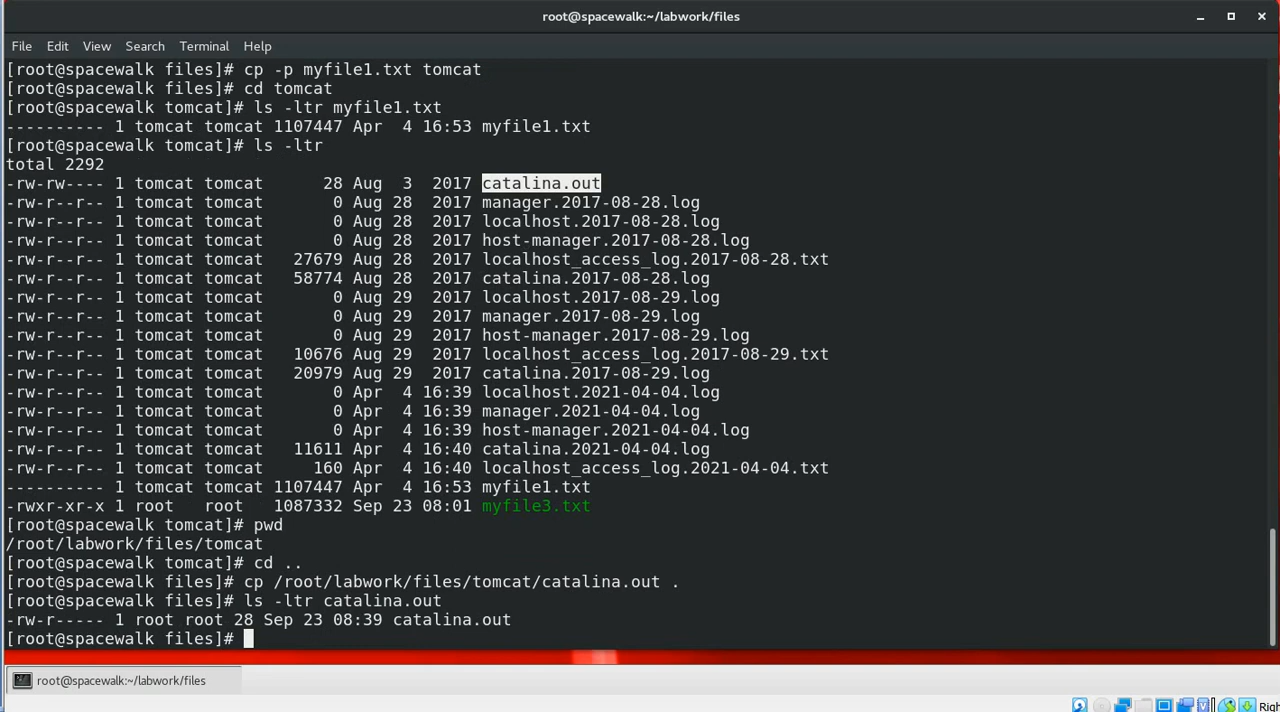 root@spacewalk:~/labwork/files
File Edit View Search Terminal Help
[root@spacewalk files]# cp -p myfile1.txt tomcat
[root@spacewalk files]# cd tomcat
[root@spacewalk tomcat]# ls -ltr myfile1.txt
---------- 1 tomcat tomcat 1107447 Apr  4 16:53 myfile1.txt
[root@spacewalk tomcat]# ls -ltr
total 2292
-rw-rw---- 1 tomcat tomcat      28 Aug  3  2017 catalina.out
-rw-r--r-- 1 tomcat tomcat       0 Aug 28  2017 manager.2017-08-28.log
-rw-r--r-- 1 tomcat tomcat       0 Aug 28  2017 localhost.2017-08-28.log
-rw-r--r-- 1 tomcat tomcat       0 Aug 28  2017 host-manager.2017-08-28.log
-rw-r--r-- 1 tomcat tomcat   27679 Aug 28  2017 localhost_access_log.2017-08-28.txt
-rw-r--r-- 1 tomcat tomcat   58774 Aug 28  2017 catalina.2017-08-28.log
-rw-r--r-- 1 tomcat tomcat       0 Aug 29  2017 localhost.2017-08-29.log
-rw-r--r-- 1 tomcat tomcat       0 Aug 29  2017 manager.2017-08-29.log
-rw-r--r-- 1 tomcat tomcat       0 Aug 29  2017 host-manager.2017-08-29.log
-rw-r--r-- 1 tomcat tomcat   10676 Aug 29  2017 localhost_access_log.2017-08-29.txt
-rw-r--r-- 1 tomcat tomcat   20979 Aug 29  2017 catalina.2017-08-29.log
-rw-r--r-- 1 tomcat tomcat       0 Apr  4 16:39 localhost.2021-04-04.log
-rw-r--r-- 1 tomcat tomcat       0 Apr  4 16:39 manager.2021-04-04.log
-rw-r--r-- 1 tomcat tomcat       0 Apr  4 16:39 host-manager.2021-04-04.log
-rw-r--r-- 1 tomcat tomcat   11611 Apr  4 16:40 catalina.2021-04-04.log
-rw-r--r-- 1 tomcat tomcat     160 Apr  4 16:40 localhost_access_log.2021-04-04.txt
---------- 1 tomcat tomcat 1107447 Apr  4 16:53 myfile1.txt
-rwxr-xr-x 1 root   root   1087332 Sep 23 08:01 myfile3.txt
[root@spacewalk tomcat]# pwd
/root/labwork/files/tomcat
[root@spacewalk tomcat]# cd ..
[root@spacewalk files]# cp /root/labwork/files/tomcat/catalina.out .
[root@spacewalk files]# ls -ltr catalina.out
-rw-r----- 1 root root 28 Sep 23 08:39 catalina.out
[root@spacewalk files]#
root@spacewalk:~/labwork/files
Righ